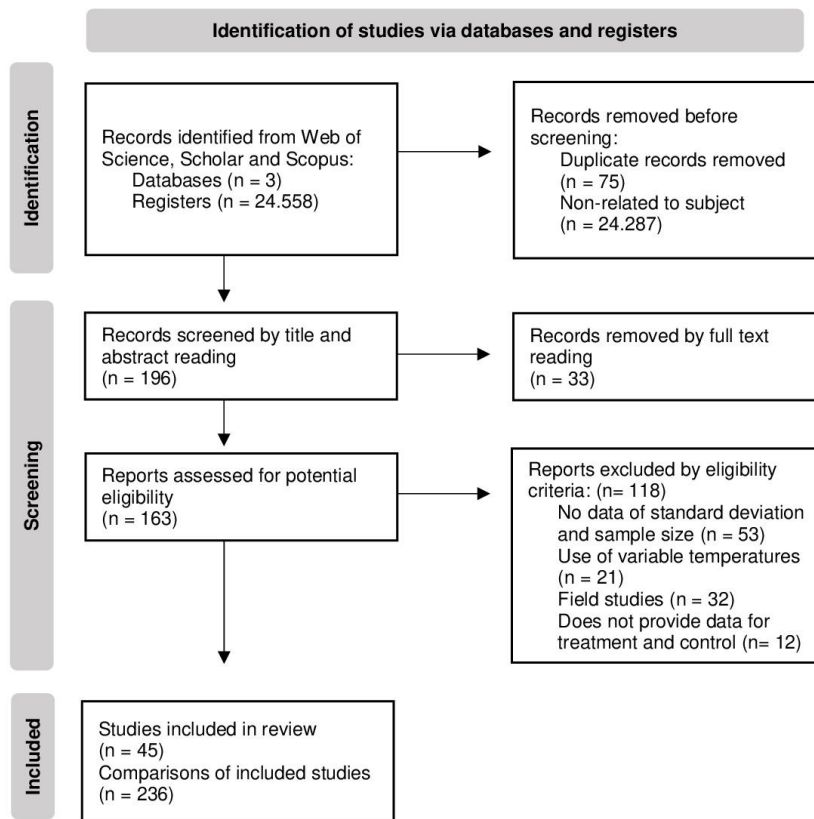 Identification of studies via databases and registers
Identification
Records identified from Web of
Science, Scholar and Scopus:
Databases (n = 3)
Registers (n = 24.558)
Records removed before
screening:
Duplicate records removed
(n = 75)
Non-related to subject
(n = 24.287)
Screening
Records screened by title and
abstract reading
(n = 196)
Records removed by full text
reading
(n = 33)
Reports assessed for potential
eligibility
(n = 163)
Reports excluded by eligibility
criteria: (n= 118)
No data of standard deviation
and sample size (n = 53)
Use of variable temperatures
(n = 21)
Field studies (n = 32)
Does not provide data for
treatment and control (n= 12)
Included
Studies included in review
(n = 45)
Comparisons of included studies
(n = 236)